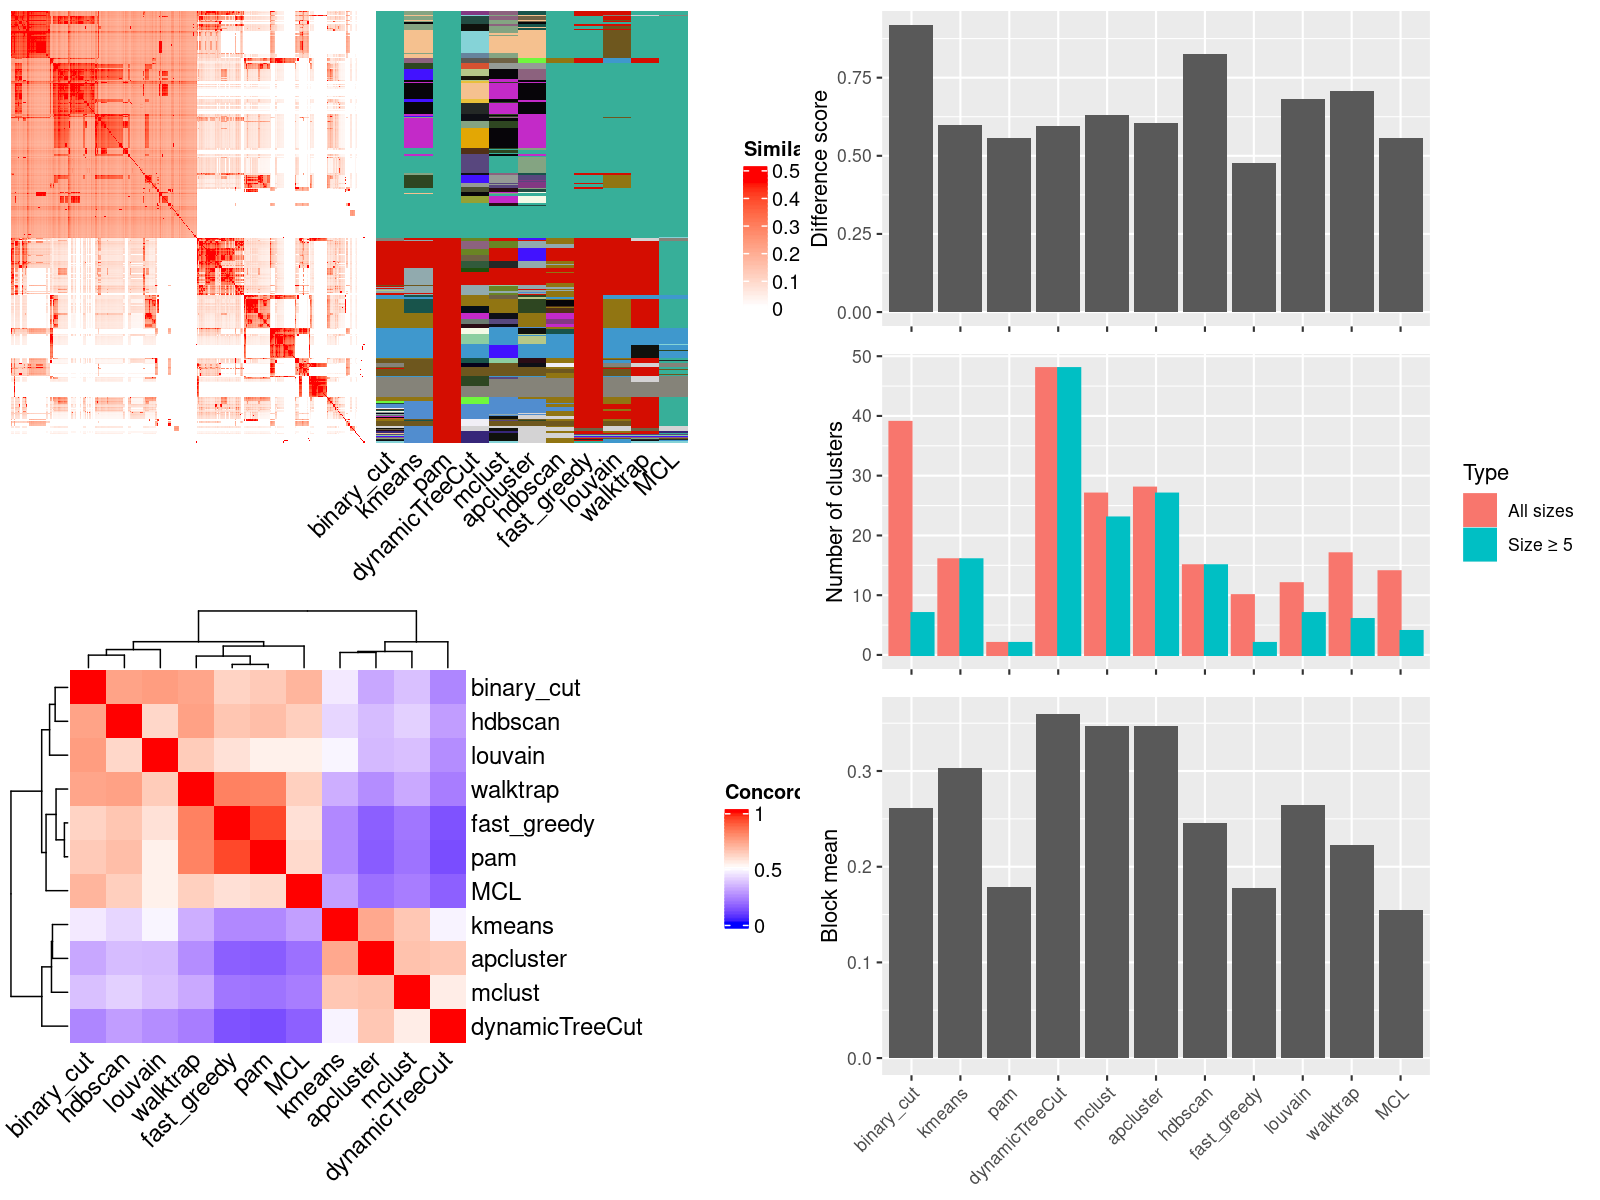 Simila
0.5
0.4
0.3
0.2
0.1
0
binary_cut
kmeans
pam
dynamicTreeCut
mclust
apcluster
hdbscan
fast_greedy
louvain
walktrap
MCL
Difference score
0.75
0.50
0.25
0.00
Number of clusters
50
40
30
20
10
0
Type
All sizes
Size ≥ 5
Block mean
0.3
0.2
0.1
0.0
binary_cut
kmeans
pam
dynamicTreeCut
mclust
apcluster
hdbscan
fast_greedy
louvain
walktrap
MCL
binary_cut
hdbscan
louvain
walktrap
fast_greedy
pam
MCL
kmeans
apcluster
mclust
dynamicTreeCut
binary_cut
hdbscan
louvain
walktrap
fast_greedy
pam
MCL
kmeans
apcluster
mclust
dynamicTreeCut
Concord
1
0.5
0